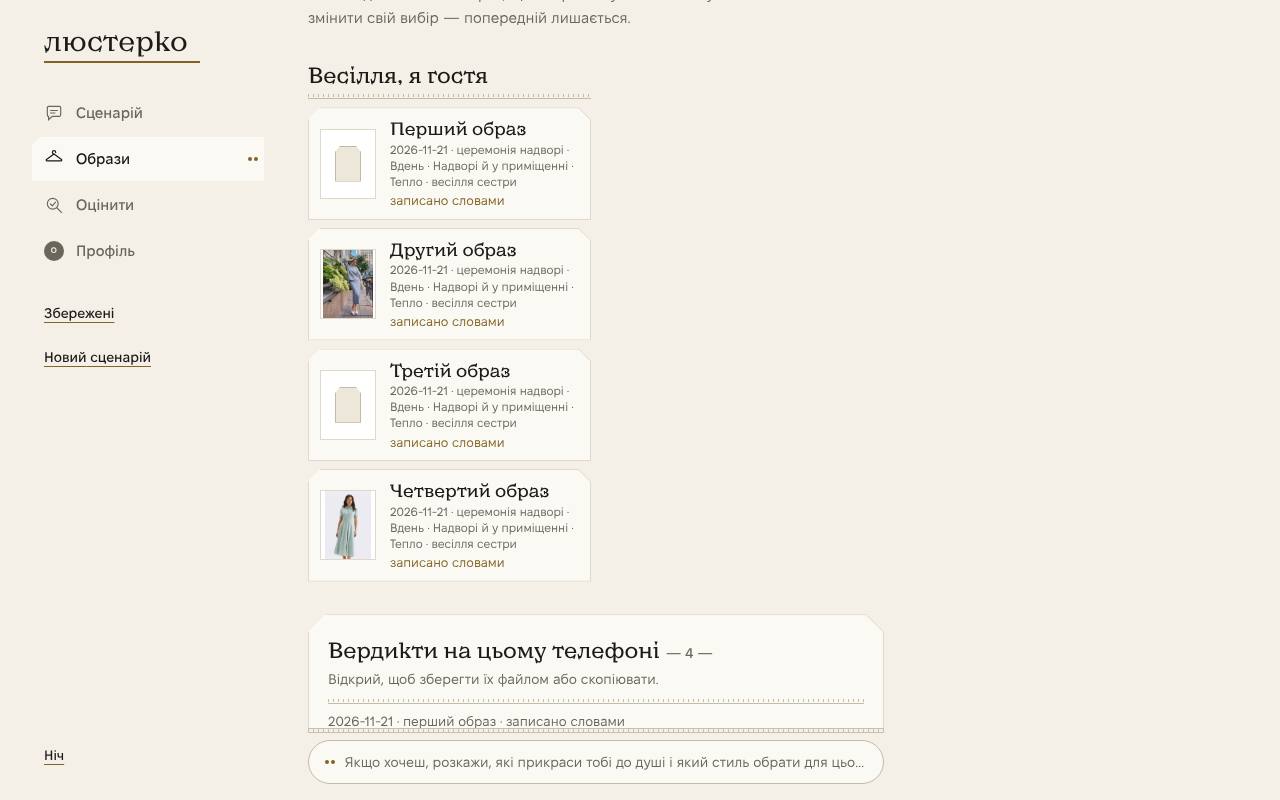 змінити свій вибір — попередній лишається.
люстерко
Сценарій
Образи
Оцінити
О
Профіль
Збережені
Новий сценарій
Ніч
Весілля, я гостя
Перший образ
2026-11-21 · церемонія надворі ·
Вдень · Надворі й у приміщенні ·
Тепло · весілля сестри
записано словами
Другий образ
2026-11-21 · церемонія надворі ·
Вдень · Надворі й у приміщенні ·
Тепло · весілля сестри
записано словами
Третій образ
2026-11-21 · церемонія надворі ·
Вдень · Надворі й у приміщенні ·
Тепло · весілля сестри
записано словами
Четвертий образ
2026-11-21 · церемонія надворі ·
Вдень · Надворі й у приміщенні ·
Тепло · весілля сестри
записано словами
Вердикти на цьому телефоні — 4 —
Відкрий, щоб зберегти їх файлом або скопіювати.
2026-11-21 · перший образ · записано словами
Якщо хочеш, розкажи, які прикраси тобі до душі і який стиль обрати для цьо...